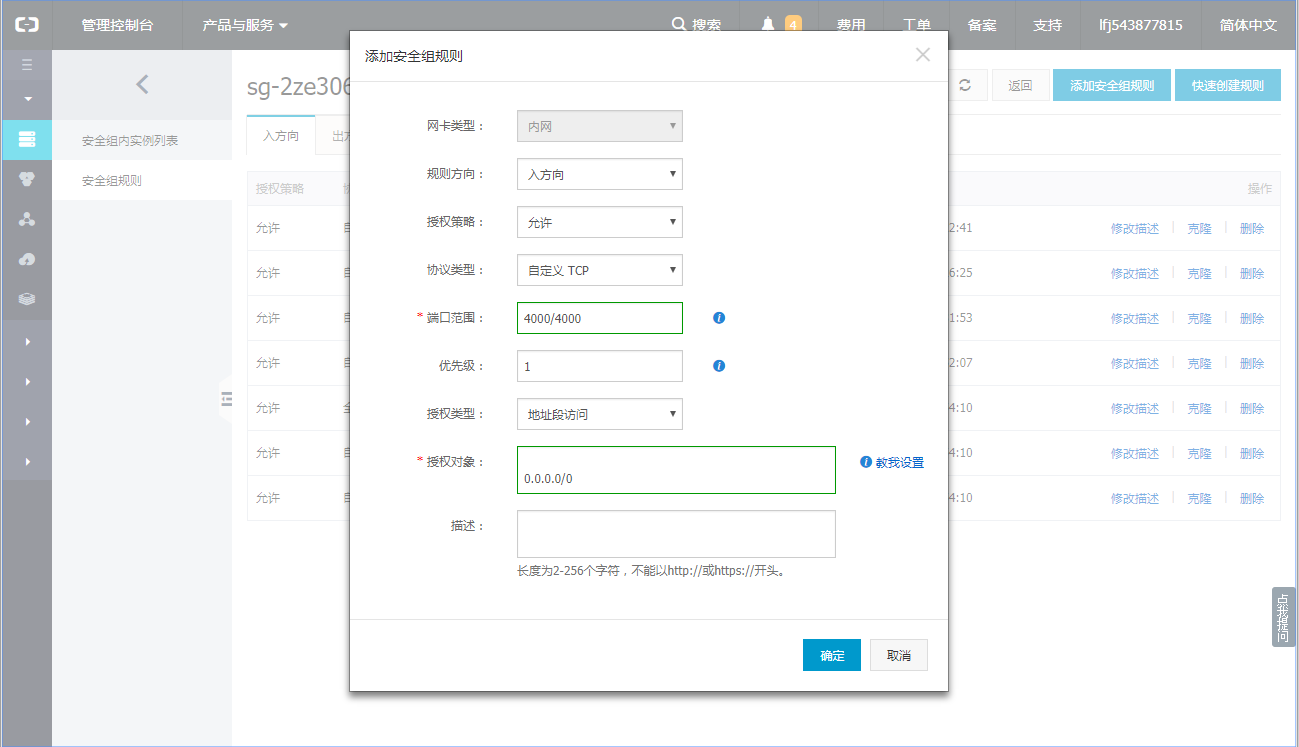 管理控制台 产品与服务 搜索 4 费用 工单 备案 支持 lfj543877815 简体中文
添加安全组规则
sg-2ze306
返回 添加安全组规则 快速创建规则
安全组内实例列表
安全组规则
入方向
授权策略 操作
允许 2:41 修改描述 克隆 删除
允许 6:25 修改描述 克隆 删除
允许 1:53 修改描述 克隆 删除
允许 2:07 修改描述 克隆 删除
允许 4:10 修改描述 克隆 删除
允许 4:10 修改描述 克隆 删除
允许 4:10 修改描述 克隆 删除
网卡类型： 内网
规则方向： 入方向
授权策略： 允许
协议类型： 自定义 TCP
* 端口范围： 4000/4000
优先级： 1
授权类型： 地址段访问
* 授权对象： 0.0.0.0/0 教我设置
描述：
长度为2-256个字符，不能以http://或https://开头。
确定 取消
点我提问